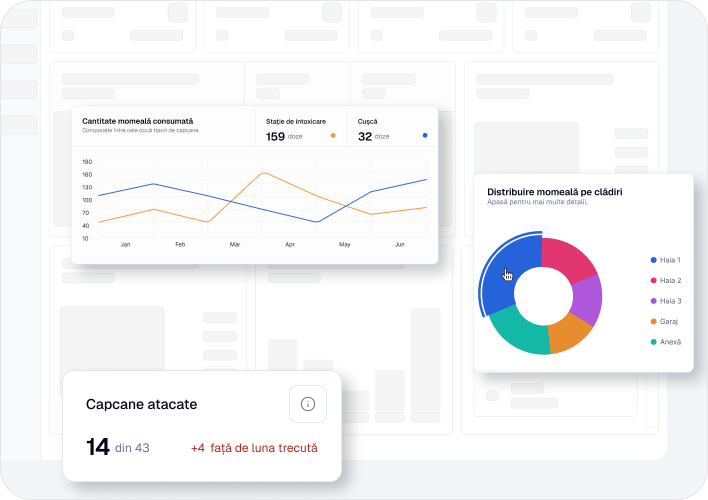 Cantitate momeală consumată
Comparație între cele două tipuri de capcane.
Stație de intoxicare
159 doze
Cușcă
32 doze
190
160
130
100
70
40
10
Jan Feb Mar Apr May Jun
Distribuire momeală pe clădiri
Apasă pentru mai multe detalii.
Hala 1
Hala 2
Hala 3
Garaj
Anexă
Capcane atacate
14 din 43
+4 față de luna trecută